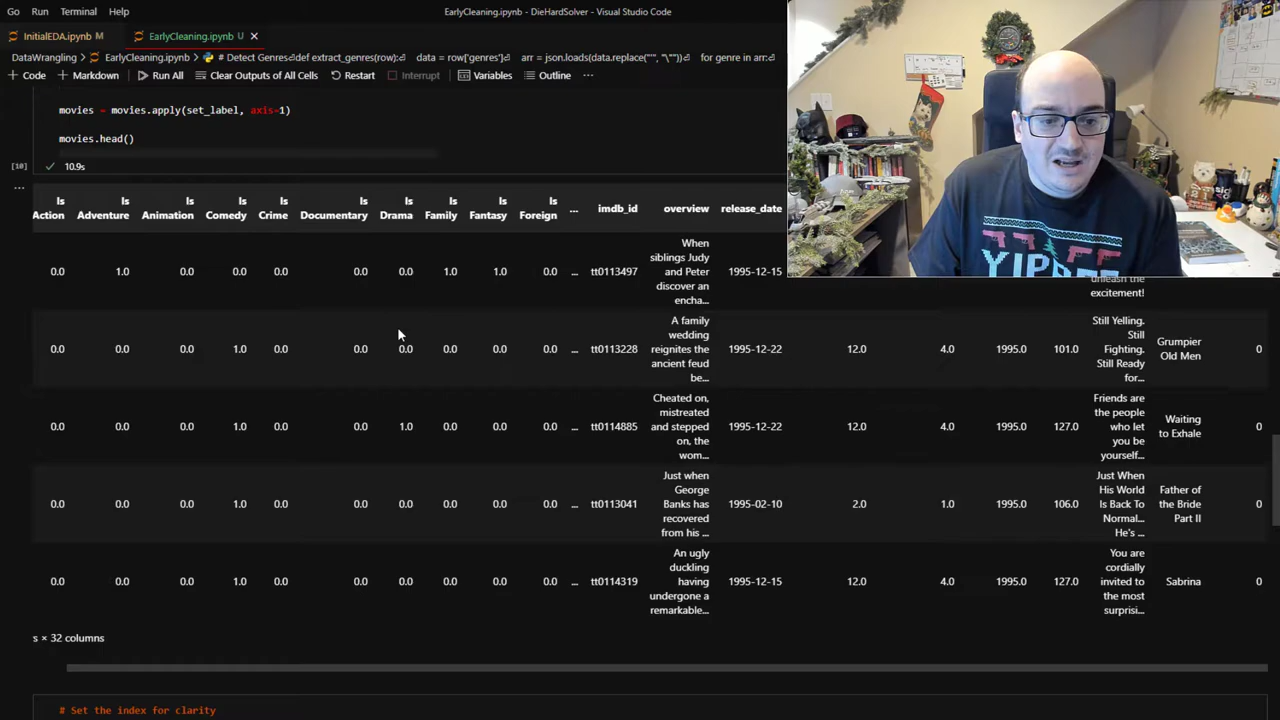 Go Run Terminal Help
EarlyCleaning.ipynb - DieHardSolver - Visual Studio Code
InitialEDA.ipynb M EarlyCleaning.ipynb U
DataWrangling > EarlyCleaning.ipynb > # Detect Genres def extract_genres(row): data = row['genres'] arr = json.loads(data.replace("'", "\"")) for genre in arr:
+ Code + Markdown Run All Clear Outputs of All Cells Restart Interrupt Variables Outline ...
movies = movies.apply(set_label, axis=1)
movies.head()
[10] 10.9s
Is Action Is Adventure Is Animation Is Comedy Is Crime Is Documentary Is Drama Is Family Is Fantasy Is Foreign ... imdb_id overview release_date
0.0 1.0 0.0 0.0 0.0 0.0 0.0 1.0 1.0 0.0 ... tt0113497 When siblings Judy and Peter discover an encha... 1995-12-15 unleash the excitement!
0.0 0.0 0.0 1.0 0.0 0.0 0.0 0.0 0.0 0.0 ... tt0113228 A family wedding reignites the ancient feud be... 1995-12-22 12.0 4.0 1995.0 101.0 Still Yelling. Still Fighting. Still Ready for... Grumpier Old Men 0
0.0 0.0 0.0 1.0 0.0 0.0 1.0 0.0 0.0 0.0 ... tt0114885 Cheated on, mistreated and stepped on, the wom... 1995-12-22 12.0 4.0 1995.0 127.0 Friends are the people who let you be yourself... Waiting to Exhale 0
0.0 0.0 0.0 1.0 0.0 0.0 0.0 0.0 0.0 0.0 ... tt0113041 Just when George Banks has recovered from his ... 1995-02-10 2.0 1.0 1995.0 106.0 Just When His World Is Back To Normal... He's ... Father of the Bride Part II 0
0.0 0.0 0.0 1.0 0.0 0.0 0.0 0.0 0.0 0.0 ... tt0114319 An ugly duckling having undergone a remarkable... 1995-12-15 12.0 4.0 1995.0 127.0 You are cordially invited to the most surprisi... Sabrina 0
s × 32 columns
# Set the index for clarity